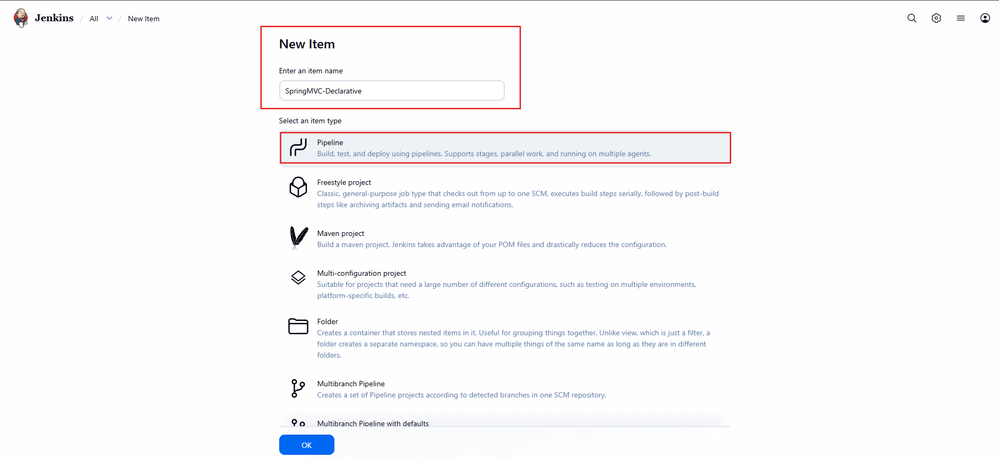 Jenkins / All / New Item
New Item
Enter an item name
SpringMVC-Declarative
Select an item type
Pipeline
Build, test, and deploy using pipelines. Supports stages, parallel work, and running on multiple agents.
Freestyle project
Classic, general-purpose job type that checks out from up to one SCM, executes build steps serially, followed by post-build
steps like archiving artifacts and sending email notifications.
Maven project
Build a maven project. Jenkins takes advantage of your POM files and drastically reduces the configuration.
Multi-configuration project
Suitable for projects that need a large number of different configurations, such as testing on multiple environments,
platform-specific builds, etc.
Folder
Creates a container that stores nested items in it. Useful for grouping things together. Unlike view, which is just a filter, a
folder creates a separate namespace, so you can have multiple things of the same name as long as they are in different
folders.
Multibranch Pipeline
Creates a set of Pipeline projects according to detected branches in one SCM repository.
Multibranch Pipeline with defaults
OK